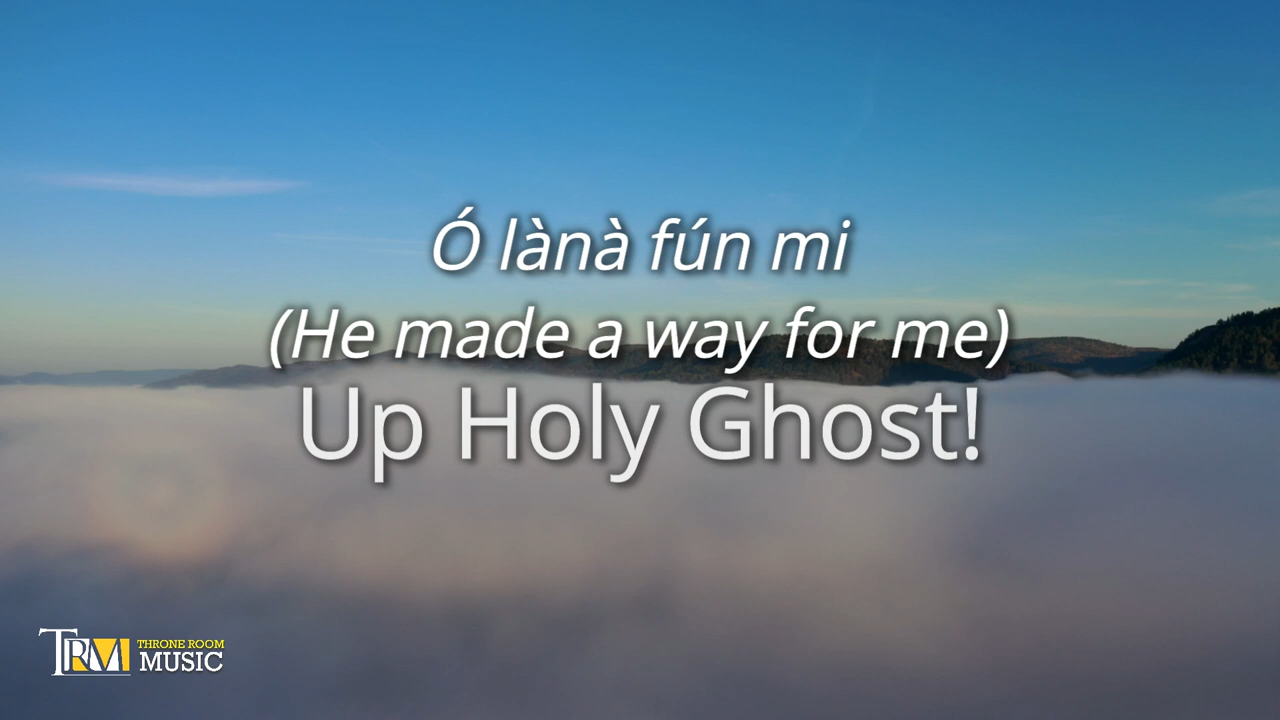 Ó lànà fún mi
(He made a way for me)
Up Holy Ghost!
TRM THRONE ROOM
MUSIC